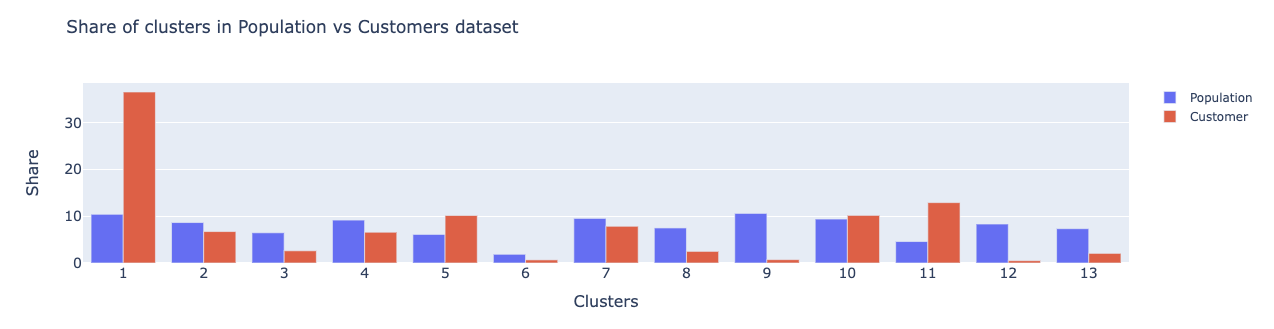 Share of clusters in Population vs Customers dataset
Population
Customer
Share
30
20
10
0
1 2 3 4 5 6 7 8 9 10 11 12 13
Clusters